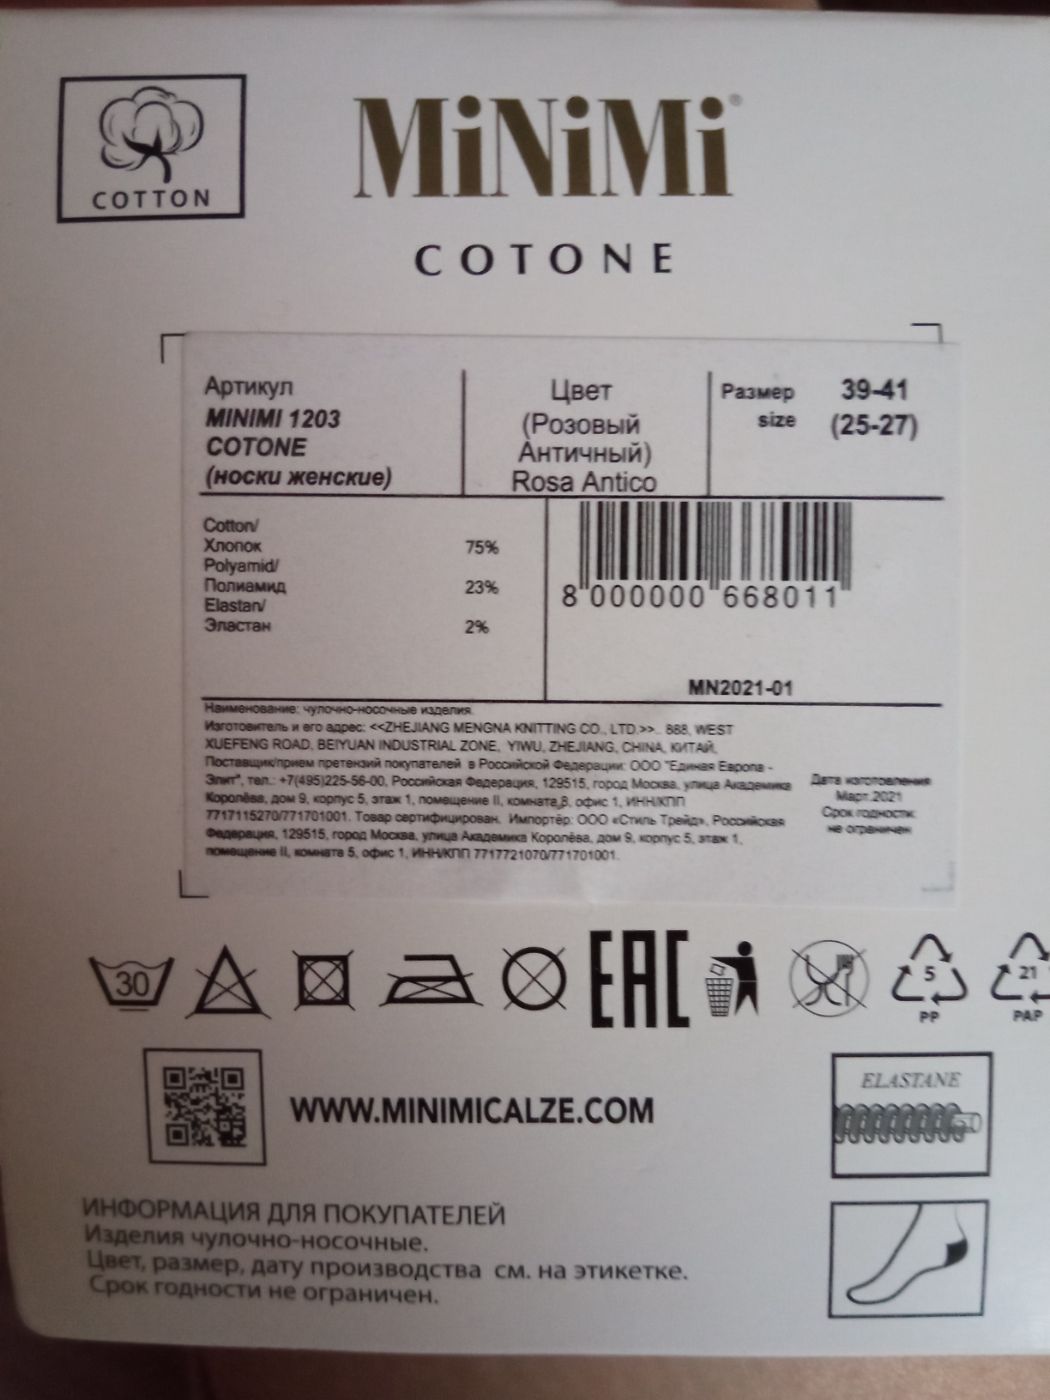 COTTON
MiNiMi®
COTONE
Артикул
MINIMI 1203
COTONE
(носки женские)
Цвет
(Розовый
Античный)
Rosa Antico
Размер 39-41
size (25-27)
Cotton/
Хлопок 75%
Polyamid/
Полиамид 23%
Elastan/
Эластан 2%
8 000000 668011
MN2021-01
Наименование: чулочно-носочные изделия.
Изготовитель и его адрес: <<ZHEJIANG MENGNA KNITTING CO., LTD.>>.. 888, WEST
XUEFENG ROAD, BEIYUAN INDUSTRIAL ZONE, YIWU, ZHEJIANG, CHINA, КИТАЙ.
Поставщик/прием претензий покупателей в Российской Федерации: ООО "Единая Европа -
Элит", тел.: +7(495)225-56-00, Российская Федерация, 129515, город Москва, улица Академика
Королёва, дом 9, корпус 5, этаж 1, помещение II, комната 8, офис 1, ИНН/КПП
7717115270/771701001. Товар сертифицирован. Импортёр: ООО «Стиль Трейд», Российская
Федерация, 129515, город Москва, улица Академика Королёва, дом 9, корпус 5, этаж 1,
помещение II, комната 5, офис 1, ИНН/КПП 7717721070/771701001.
Дата изготовления
Март.2021
Срок годности:
не ограничен
30
EAC
5
PP
21
PAP
WWW.MINIMICALZE.COM
ELASTANE
ИНФОРМАЦИЯ ДЛЯ ПОКУПАТЕЛЕЙ
Изделия чулочно-носочные.
Цвет, размер, дату производства см. на этикетке.
Срок годности не ограничен.